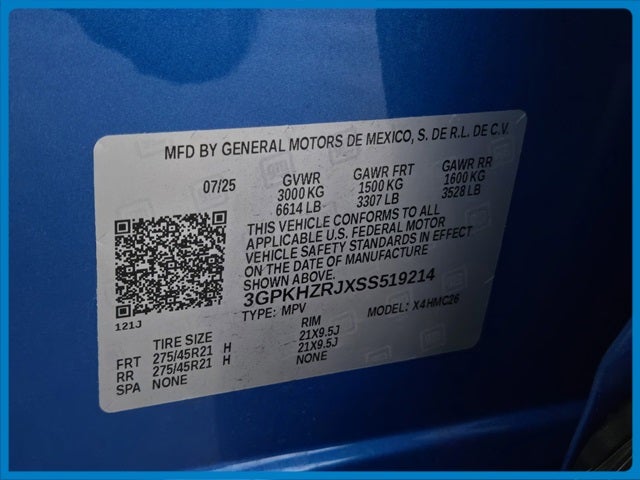 MFD BY GENERAL MOTORS DE MEXICO, S. DE R.L. DE C.V.
07/25 GVWR GAWR FRT GAWR RR
3000 KG 1500 KG 1600 KG
6614 LB 3307 LB 3528 LB
THIS VEHICLE CONFORMS TO ALL
APPLICABLE U.S. FEDERAL MOTOR
VEHICLE SAFETY STANDARDS IN EFFECT
ON THE DATE OF MANUFACTURE
SHOWN ABOVE.
3GPKHZRJXSS519214
121J TYPE: MPV MODEL: X4HMC26
TIRE SIZE RIM
FRT 275/45R21 H 21X9.5J
RR 275/45R21 H 21X9.5J
SPA NONE NONE